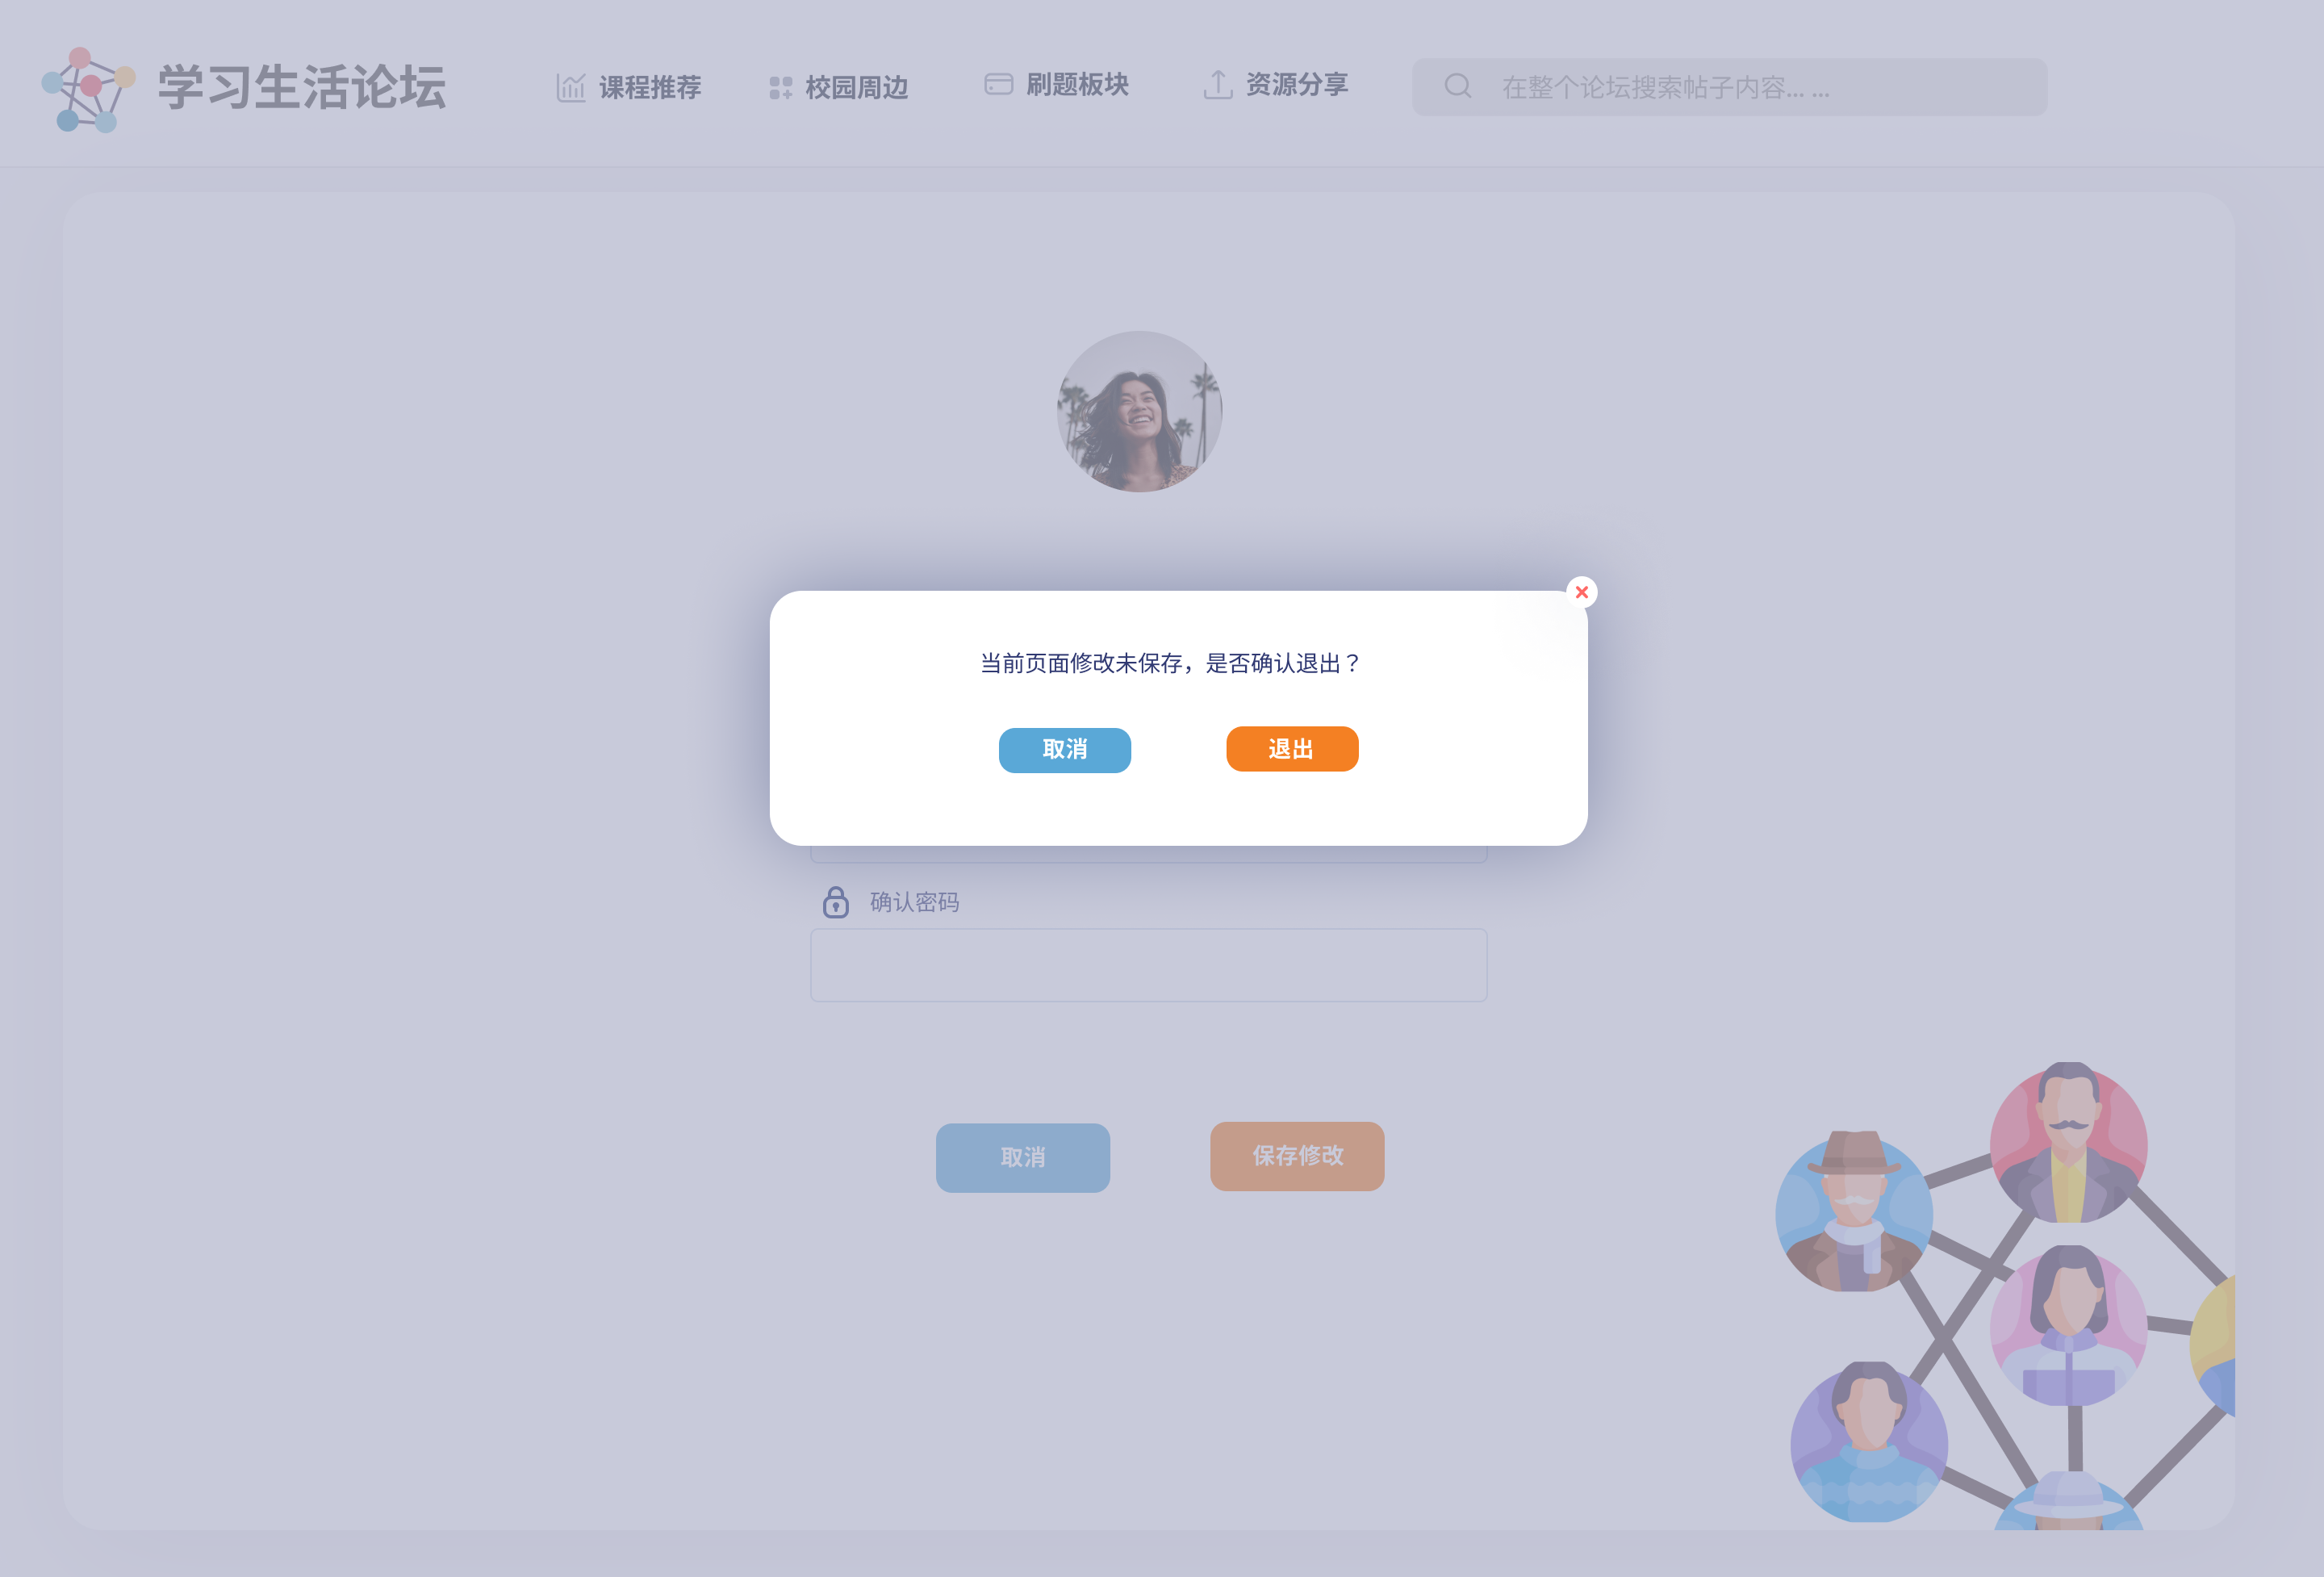 学习生活论坛
课程推荐
校园周边
刷题板块
资源分享
在整个论坛搜索帖子内容... ...
当前页面修改未保存，是否确认退出？
取消
退出
确认密码
取消
保存修改